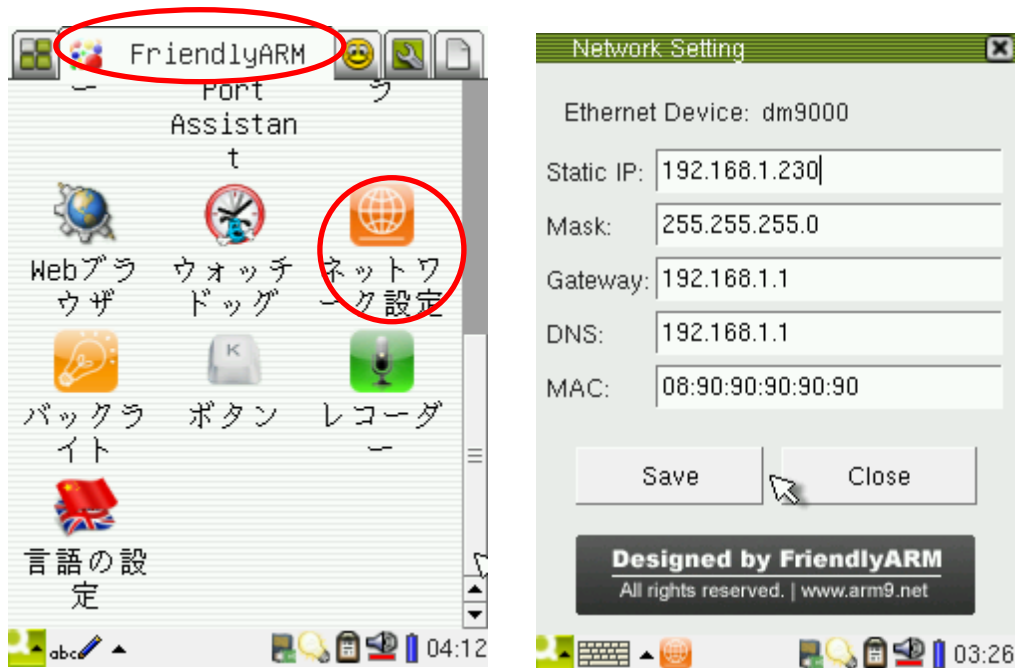 FriendlyARM
ー
Port
ラ
Assistan
t
Webブラ
ウザ
ウォッチ
ドッグ
ネットワ
ーク設定
K
バックラ
イト
ボタン
レコーダ
ー
言語の設
定
abc
04:12
Network Setting
Ethernet Device: dm9000
Static IP: 192.168.1.230
Mask: 255.255.255.0
Gateway: 192.168.1.1
DNS: 192.168.1.1
MAC: 08:90:90:90:90:90
Save
Close
Designed by FriendlyARM
All rights reserved. | www.arm9.net
03:26